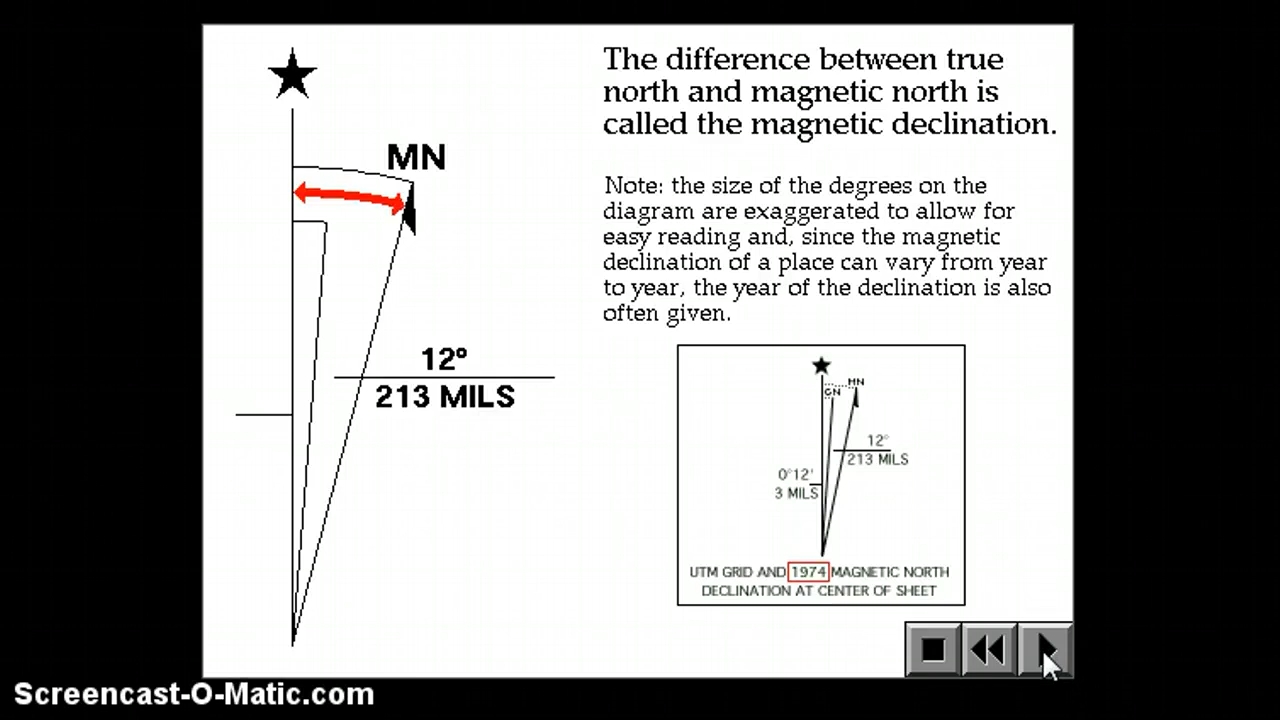 The difference between true
north and magnetic north is
called the magnetic declination.
MN
Note: the size of the degrees on the
diagram are exaggerated to allow for
easy reading and, since the magnetic
declination of a place can vary from year
to year, the year of the declination is also
often given.
12º
213 MILS
MN
GN
12°
213 MILS
0°12'
3 MILS
UTM GRID AND 1974 MAGNETIC NORTH
DECLINATION AT CENTER OF SHEET
Screencast-O-Matic.com